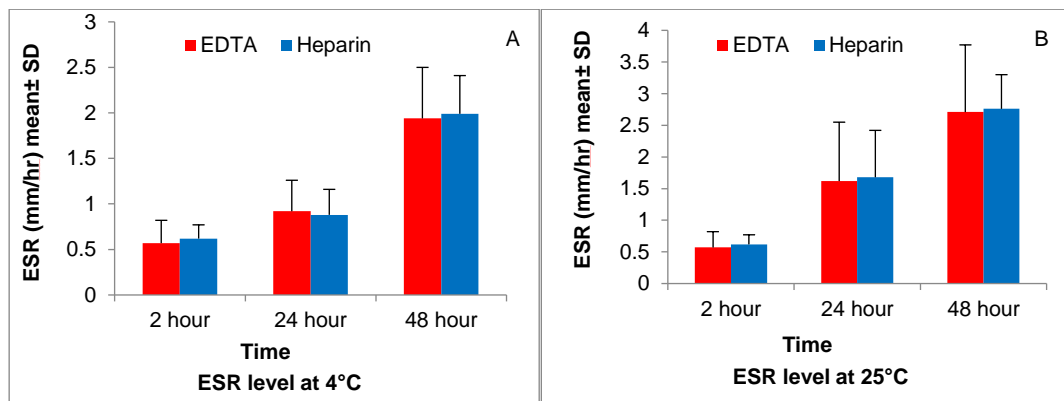 A
EDTA Heparin
ESR (mm/hr) mean± SD
3
2.5
2
1.5
1
0.5
0
2 hour 24 hour 48 hour
Time
ESR level at 4°C
B
EDTA Heparin
ESR (mm/hr) mean± SD
4
3.5
3
2.5
2
1.5
1
0.5
0
2 hour 24 hour 48 hour
Time
ESR level at 25°C